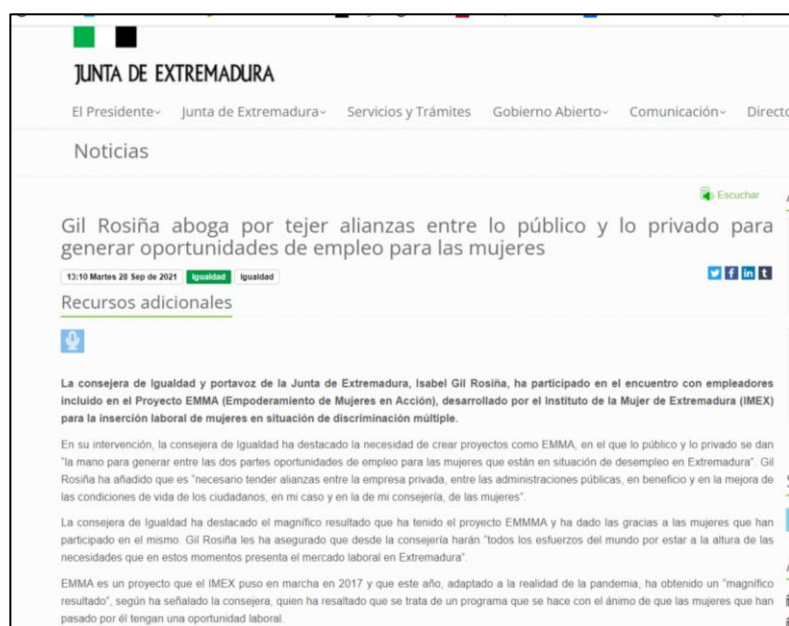 JUNTA DE EXTREMADURA
El Presidente Junta de Extremadura Servicios y Trámites Gobierno Abierto Comunicación Directo
Noticias
Escuchar
Gil Rosiña aboga por tejer alianzas entre lo público y lo privado para
generar oportunidades de empleo para las mujeres
13:10 Martes 28 Sep de 2021 Igualdad Igualdad
Recursos adicionales
La consejera de Igualdad y portavoz de la Junta de Extremadura, Isabel Gil Rosiña, ha participado en el encuentro con empleadores
incluido en el Proyecto EMMA (Empoderamiento de Mujeres en Acción), desarrollado por el Instituto de la Mujer de Extremadura (IMEX)
para la inserción laboral de mujeres en situación de discriminación múltiple.
En su intervención, la consejera de Igualdad ha destacado la necesidad de crear proyectos como EMMA, en el que lo público y lo privado se dan
"la mano para generar entre las dos partes oportunidades de empleo para las mujeres que están en situación de desempleo en Extremadura". Gil
Rosiña ha añadido que es "necesario tender alianzas entre la empresa privada, entre las administraciones públicas, en beneficio y en la mejora de
las condiciones de vida de los ciudadanos, en mi caso y en la de mi consejería, de las mujeres".
La consejera de Igualdad ha destacado el magnífico resultado que ha tenido el proyecto EMMMA y ha dado las gracias a las mujeres que han
participado en el mismo. Gil Rosiña les ha asegurado que desde la consejería harán "todos los esfuerzos del mundo por estar a la altura de las
necesidades que en estos momentos presenta el mercado laboral en Extremadura".
EMMA es un proyecto que el IMEX puso en marcha en 2017 y que este año, adaptado a la realidad de la pandemia, ha obtenido un "magnífico
resultado", según ha señalado la consejera, quien ha resaltado que se trata de un programa que se hace con el ánimo de que las mujeres que han
pasado por él tengan una oportunidad laboral.